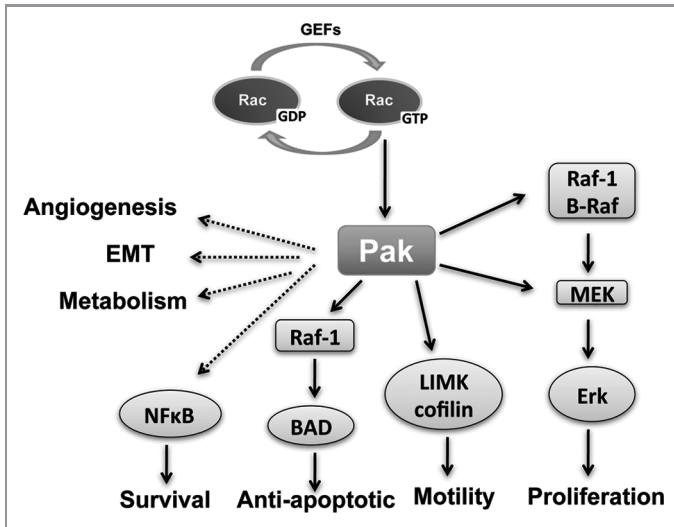 GEFs
Rac
GDP
Rac
GTP
Raf-1
B-Raf
Angiogenesis
EMT
Metabolism
Pak
MEK
Raf-1
LIMK
cofilin
Erk
NFκB
BAD
Survival
Anti-apoptotic
Motility
Proliferation